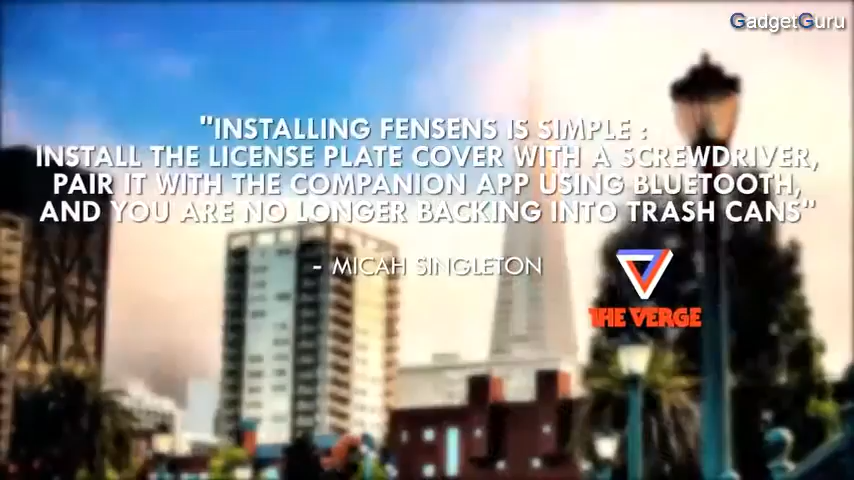 GadgetGuru
"INSTALLING FENSENS IS SIMPLE :
INSTALL THE LICENSE PLATE COVER WITH A SCREWDRIVER,
PAIR IT WITH THE COMPANION APP USING BLUETOOTH,
AND YOU ARE NO LONGER BACKING INTO TRASH CANS"
- MICAH SINGLETON
THE VERGE